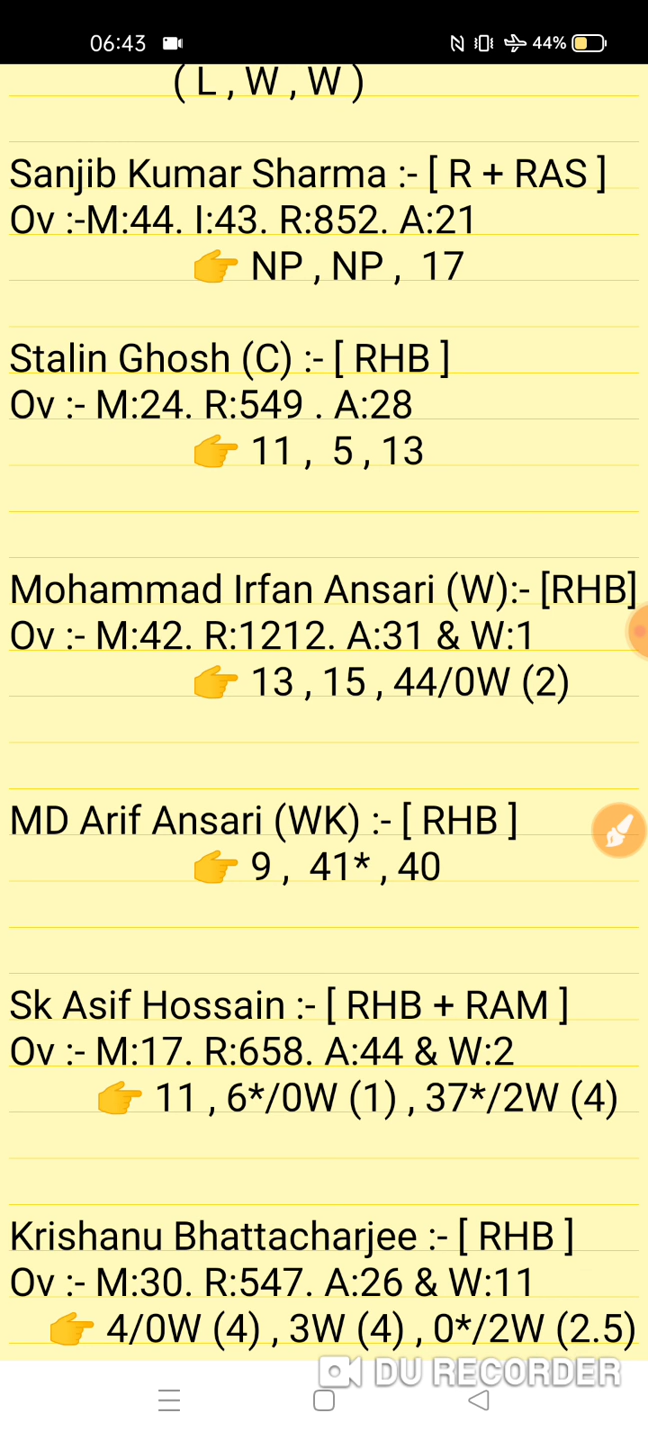 06:43 44%
( L , W , W )
Sanjib Kumar Sharma :- [ R + RAS ]
Ov :-M:44. I:43. R:852. A:21
👉 NP , NP , 17
Stalin Ghosh (C) :- [ RHB ]
Ov :- M:24. R:549 . A:28
👉 11 , 5 , 13
Mohammad Irfan Ansari (W):- [RHB]
Ov :- M:42. R:1212. A:31 & W:1
👉 13 , 15 , 44/0W (2)
MD Arif Ansari (WK) :- [ RHB ]
👉 9 , 41* , 40
Sk Asif Hossain :- [ RHB + RAM ]
Ov :- M:17. R:658. A:44 & W:2
👉 11 , 6*/0W (1) , 37*/2W (4)
Krishanu Bhattacharjee :- [ RHB ]
Ov :- M:30. R:547. A:26 & W:11
👉 4/0W (4) , 3W (4) , 0*/2W (2.5)
DU RECORDER